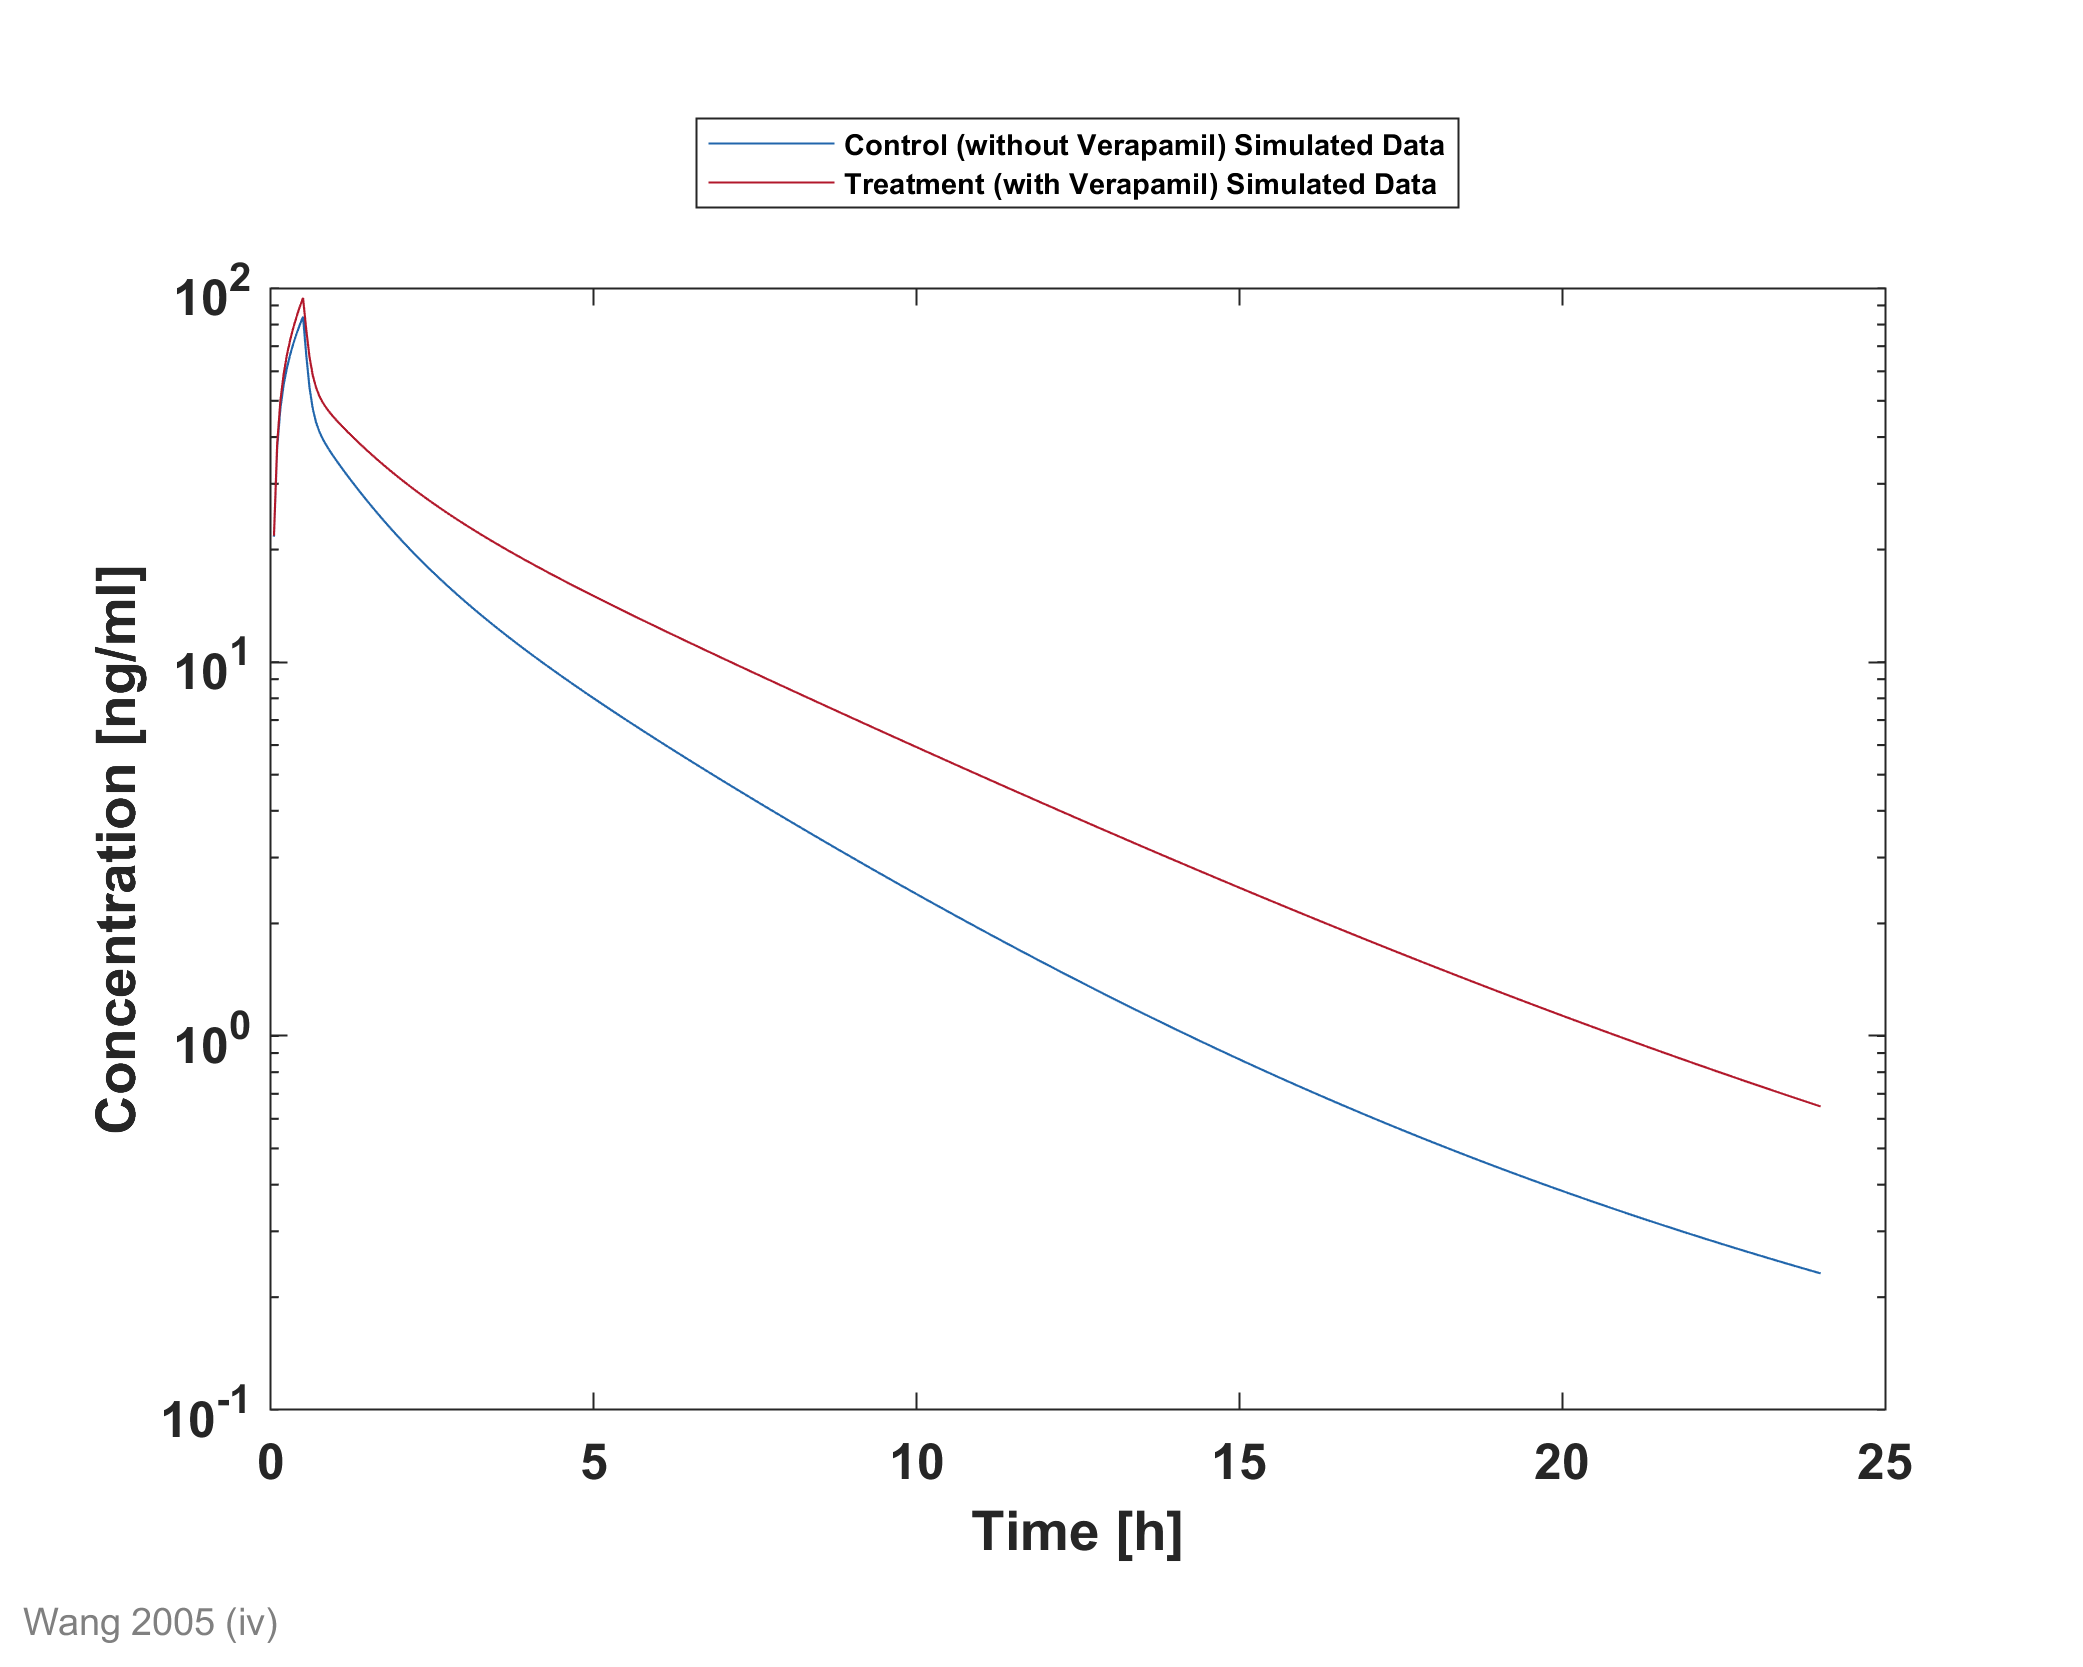 Control (without Verapamil) Simulated Data
Treatment (with Verapamil) Simulated Data
10^2
10^1
10^0
10^-1
Concentration [ng/ml]
0 5 10 15 20 25
Time [h]
Wang 2005 (iv)